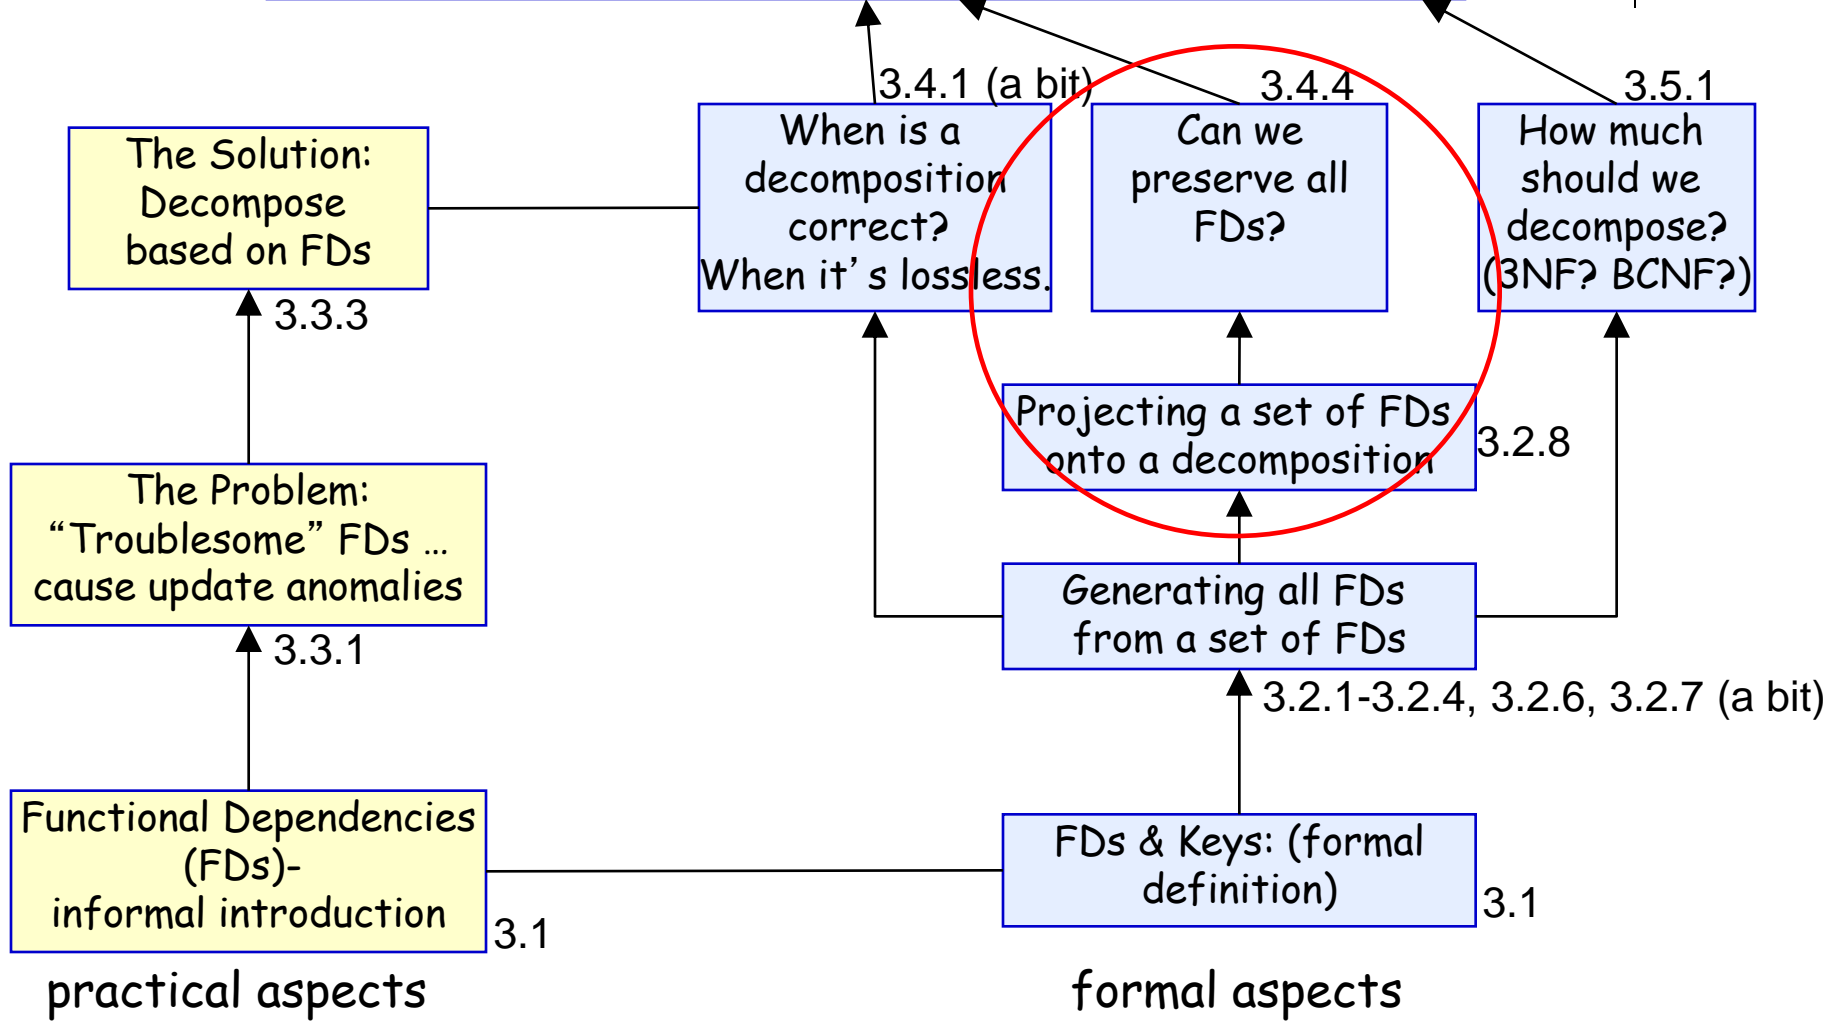 3.4.1 (a bit)
3.4.4
3.5.1
The Solution:
Decompose
based on FDs
When is a
decomposition
correct?
When it’s lossless.
Can we
preserve all
FDs?
How much
should we
decompose?
(3NF? BCNF?)
3.3.3
Projecting a set of FDs
onto a decomposition
3.2.8
The Problem:
“Troublesome” FDs …
cause update anomalies
Generating all FDs
from a set of FDs
3.3.1
3.2.1-3.2.4, 3.2.6, 3.2.7 (a bit)
Functional Dependencies
(FDs)-
informal introduction
3.1
FDs & Keys: (formal
definition)
3.1
practical aspects
formal aspects